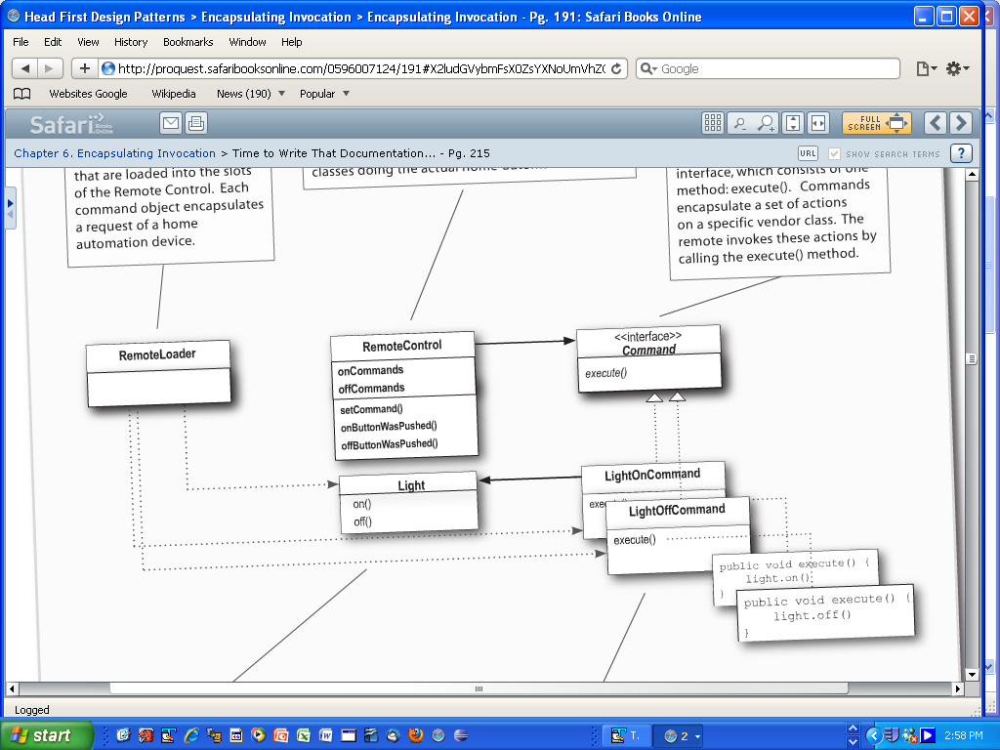 Head First Design Patterns > Encapsulating Invocation > Encapsulating Invocation - Pg. 191: Safari Books Online
File Edit View History Bookmarks Window Help
http://proquest.safaribooksonline.com/0596007124/191#X2ludGVybmFsX0ZsYXNoUmVhZ
Google
Websites Google Wikipedia News (190) Popular
Safari Books Online
FULL SCREEN
Chapter 6. Encapsulating Invocation > Time to Write That Documentation... - Pg. 215
URL SHOW SEARCH TERMS ?
that are loaded into the slots
of the Remote Control. Each
command object encapsulates
a request of a home
automation device.
classes doing the actual home
interface, which consists of one
method: execute(). Commands
encapsulate a set of actions
on a specific vendor class. The
remote invokes these actions by
calling the execute() method.
RemoteLoader
RemoteControl
onCommands
offCommands
setCommand()
onButtonWasPushed()
offButtonWasPushed()
<<interface>>
Command
execute()
Light
on()
off()
LightOnCommand
LightOffCommand
execute()
public void execute() {
light.on()
}
public void execute() {
light.off()
}
Logged
start
T.
2
2:58 PM